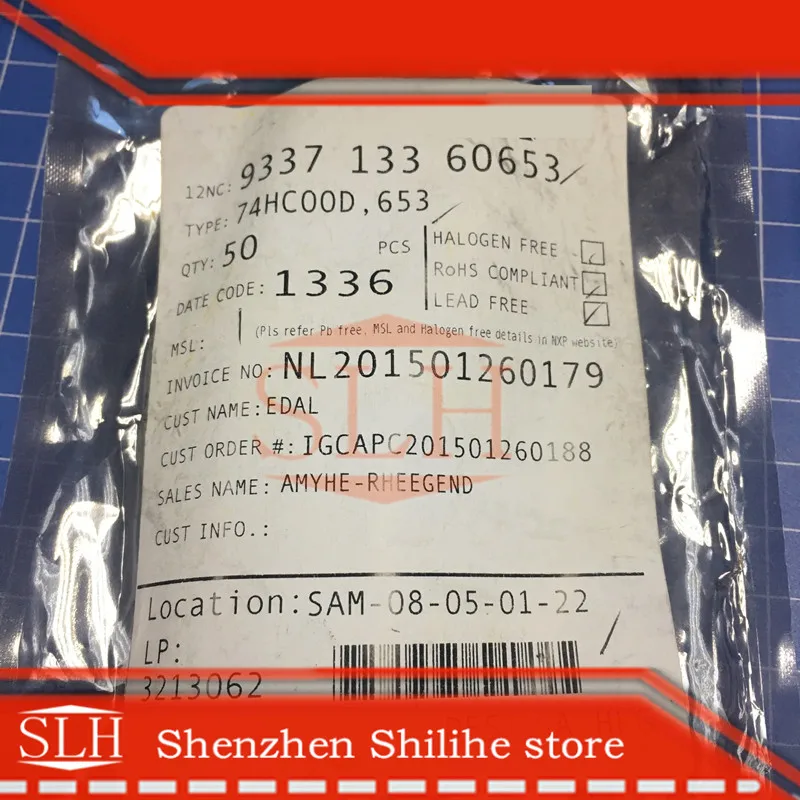 12NC: 9337 133 60653
TYPE: 74HC00D,653
QTY: 50 PCS
DATE CODE: 1336
HALOGEN FREE
RoHS COMPLIANT
LEAD FREE
MSL:
(Pls refer Pb free, MSL and Halogen free details in NXP website)
INVOICE NO: NL201501260179
CUST NAME: EDAL
CUST ORDER #: IGCAPC201501260188
SALES NAME: AMYHE-RHEEGEND
CUST INFO.:
Location: SAM-08-05-01-22
LP:
3213062
SLH
SLH
Shenzhen Shilihe store